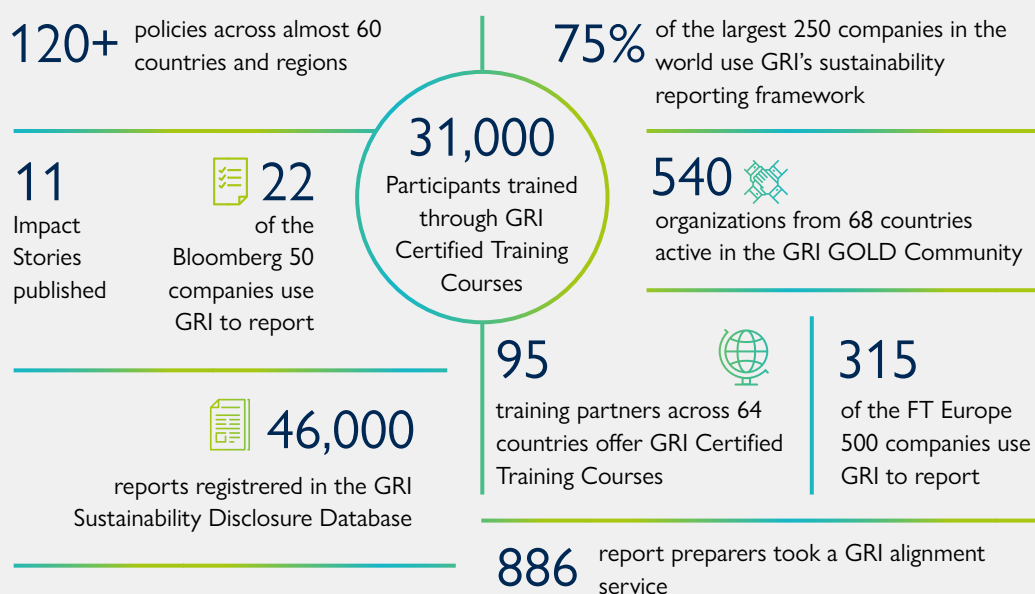 120+
policies across almost 60
countries and regions
75%
of the largest 250 companies in the
world use GRI’s sustainability
reporting framework
31,000
Participants trained
through GRI
Certified Training
Courses
11
Impact
Stories
published
22
of the
Bloomberg 50
companies use
GRI to report
540
organizations from 68 countries
active in the GRI GOLD Community
46,000
reports registrered in the GRI
Sustainability Disclosure Database
95
training partners across 64
countries offer GRI Certified
Training Courses
315
of the FT Europe
500 companies use
GRI to report
886
report preparers took a GRI alignment
service